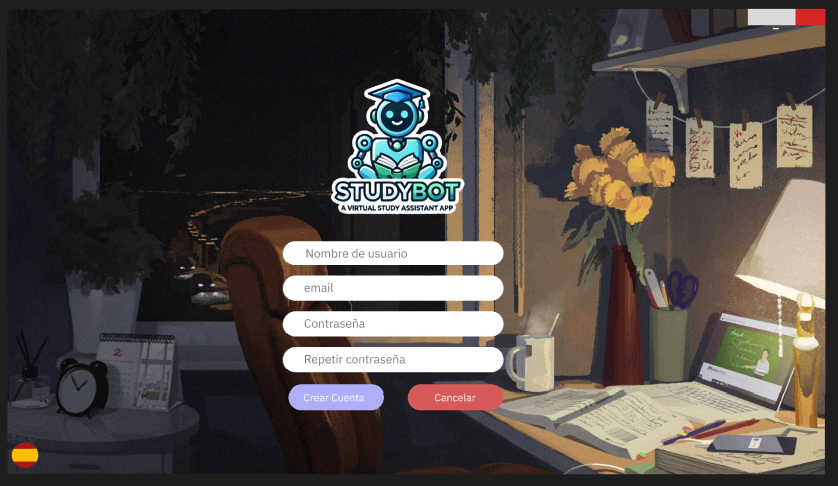 STUDYBOT
A VIRTUAL STUDY ASSISTANT APP
Nombre de usuario
email
Contraseña
Repetir contraseña
Crear Cuenta
Cancelar